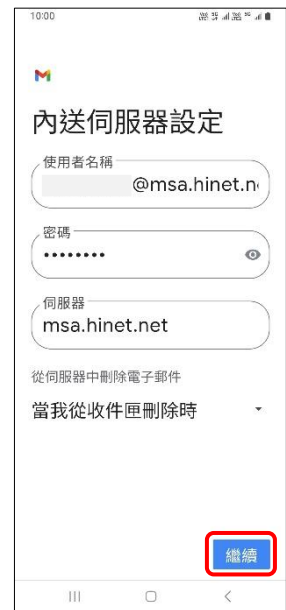 10:00
內送伺服器設定
使用者名稱
@msa.hinet.n
密碼
••••••••
伺服器
msa.hinet.net
從伺服器中刪除電子郵件
當我從收件匣刪除時
繼續